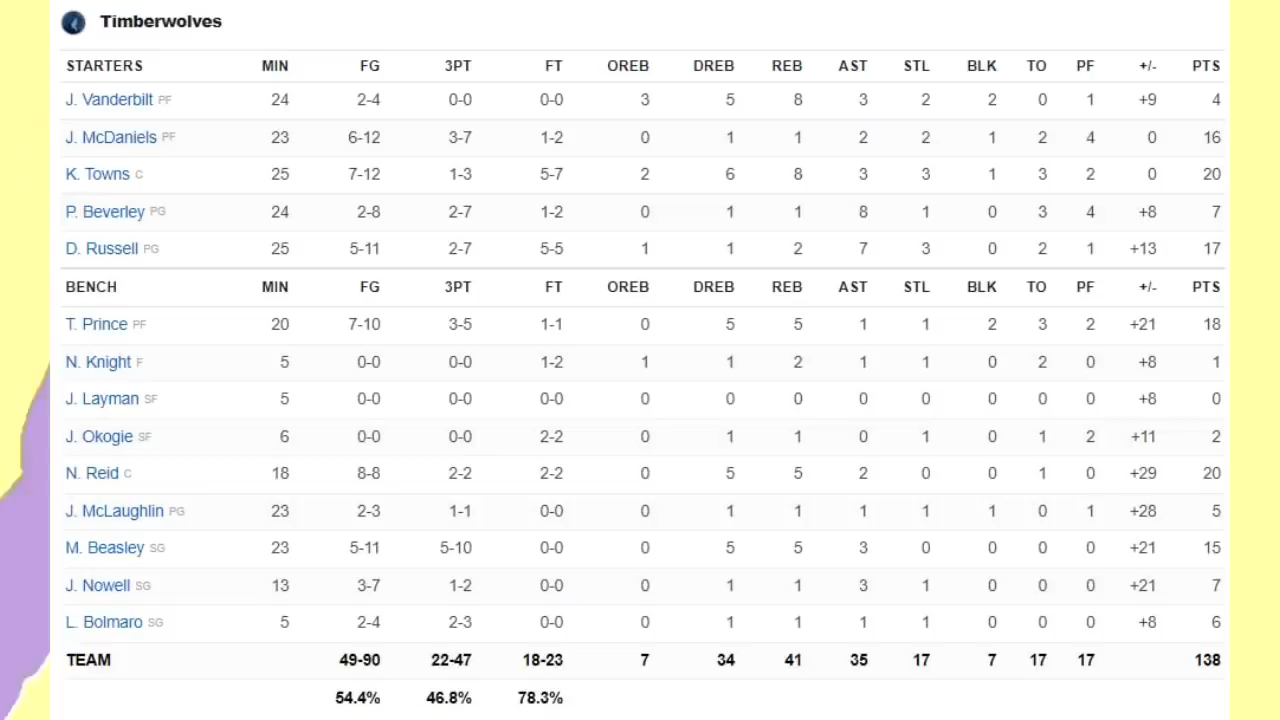 Timberwolves
STARTERS MIN FG 3PT FT OREB DREB REB AST STL BLK TO PF +/- PTS
J. Vanderbilt PF 24 2-4 0-0 0-0 3 5 8 3 2 2 0 1 +9 4
J. McDaniels PF 23 6-12 3-7 1-2 0 1 1 2 2 1 2 4 0 16
K. Towns C 25 7-12 1-3 5-7 2 6 8 3 3 1 3 2 0 20
P. Beverley PG 24 2-8 2-7 1-2 0 1 1 8 1 0 3 4 +8 7
D. Russell PG 25 5-11 2-7 5-5 1 1 2 7 3 0 2 1 +13 17
BENCH MIN FG 3PT FT OREB DREB REB AST STL BLK TO PF +/- PTS
T. Prince PF 20 7-10 3-5 1-1 0 5 5 1 1 2 3 2 +21 18
N. Knight F 5 0-0 0-0 1-2 1 1 2 1 1 0 2 0 +8 1
J. Layman SF 5 0-0 0-0 0-0 0 0 0 0 0 0 0 0 +8 0
J. Okogie SF 6 0-0 0-0 2-2 0 1 1 0 1 0 1 2 +11 2
N. Reid C 18 8-8 2-2 2-2 0 5 5 2 0 0 1 0 +29 20
J. McLaughlin PG 23 2-3 1-1 0-0 0 1 1 1 1 1 0 1 +28 5
M. Beasley SG 23 5-11 5-10 0-0 0 5 5 3 0 0 0 0 +21 15
J. Nowell SG 13 3-7 1-2 0-0 0 1 1 3 1 0 0 0 +21 7
L. Bolmaro SG 5 2-4 2-3 0-0 0 1 1 1 1 0 0 0 +8 6
TEAM 49-90 22-47 18-23 7 34 41 35 17 7 17 17 138
54.4% 46.8% 78.3%